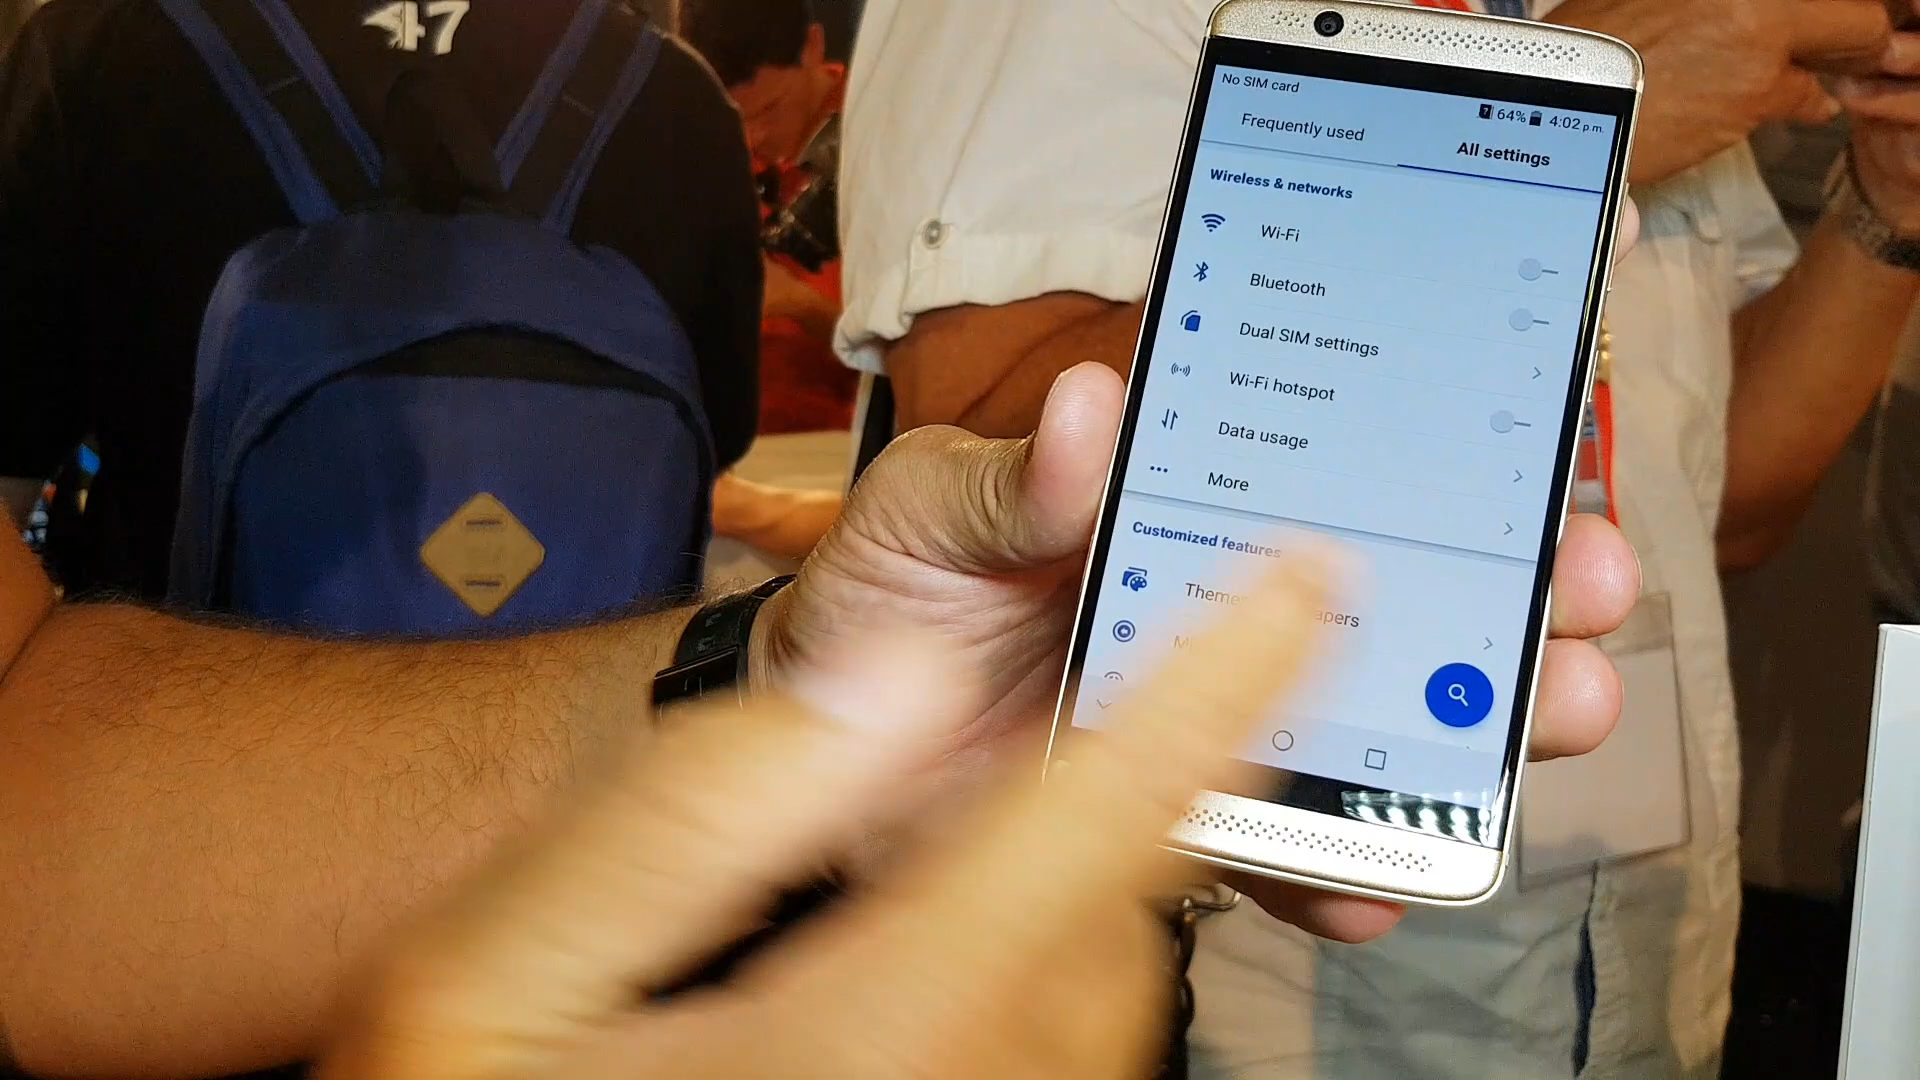 47
No SIM card
64% 4:02 p.m.
Frequently used
All settings
Wireless & networks
Wi-Fi
Bluetooth
Dual SIM settings
Wi-Fi hotspot
Data usage
More
Customized features